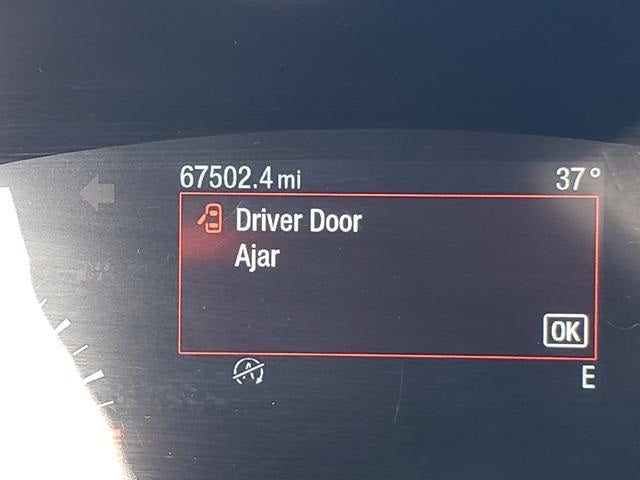 67502.4 mi 37°
Driver Door
Ajar
OK
A E